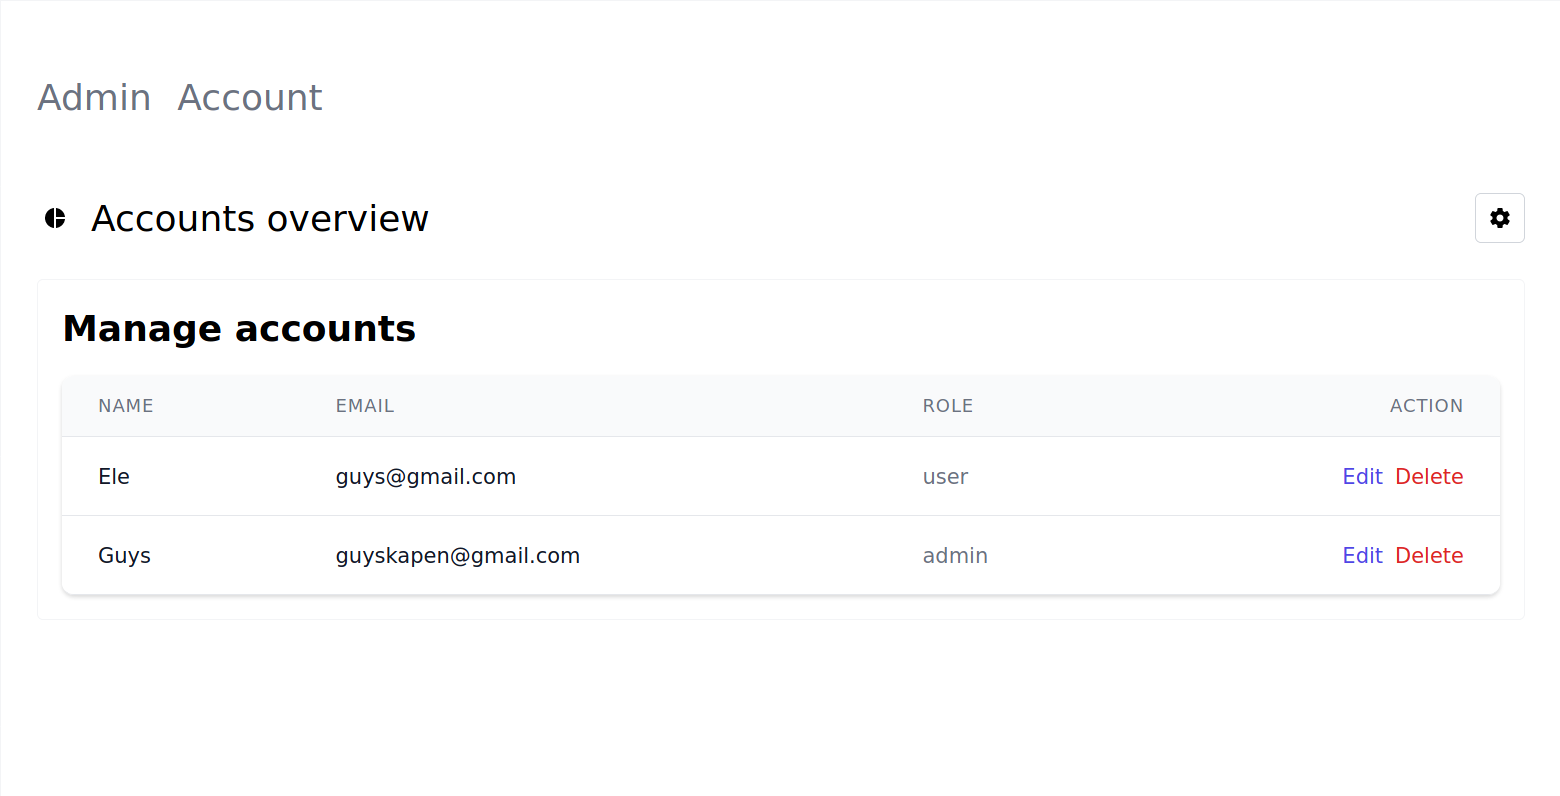 Admin Account
Accounts overview
Manage accounts
NAME EMAIL ROLE ACTION
Ele guys@gmail.com user Edit Delete
Guys guyskapen@gmail.com admin Edit Delete